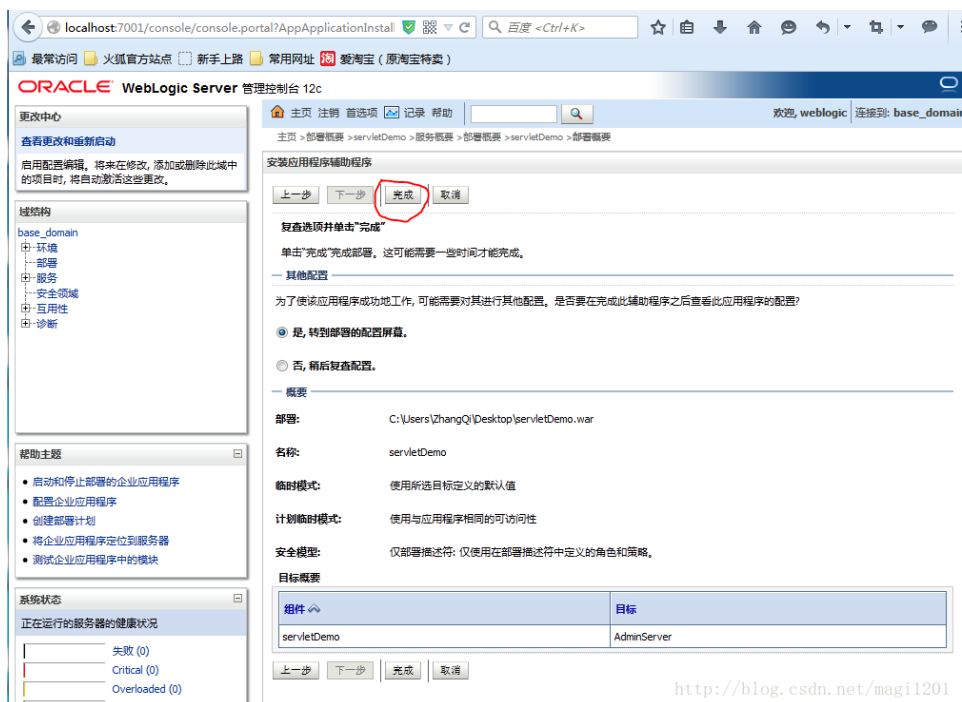 localhost:7001/console/console.portal?AppApplicationInstal
百度 <Ctrl+K>
最常访问 火狐官方站点 新手上路 常用网址 淘 爱淘宝（原淘宝特卖）
ORACLE WebLogic Server 管理控制台 12c
更改中心
查看更改和重新启动
启用配置编辑。将来在修改, 添加或删除此域中
的项目时, 将自动激活这些更改。
域结构
base_domain
环境
部署
服务
安全领域
互用性
诊断
帮助主题
启动和停止部署的企业应用程序
配置企业应用程序
创建部署计划
将企业应用程序定位到服务器
测试企业应用程序中的模块
系统状态
正在运行的服务器的健康状况
失败 (0)
Critical (0)
Overloaded (0)
主页 注销 首选项 记录 帮助
欢迎, weblogic 连接到: base_domain
主页 >部署概要 >servletDemo >服务概要 >部署概要 >servletDemo >部署概要
安装应用程序辅助程序
上一步 下一步 完成 取消
复查选项并单击"完成"
单击"完成"完成部署。这可能需要一些时间才能完成。
其他配置
为了使该应用程序成功地工作, 可能需要对其进行其他配置。是否要在完成此辅助程序之后查看此应用程序的配置?
是, 转到部署的配置屏幕。
否, 稍后复查配置。
概要
部署: C:\Users\ZhangQi\Desktop\servletDemo.war
名称: servletDemo
临时模式: 使用所选目标定义的默认值
计划临时模式: 使用与应用程序相同的可访问性
安全模型: 仅部署描述符: 仅使用在部署描述符中定义的角色和策略。
目标概要
组件 目标
servletDemo AdminServer
上一步 下一步 完成 取消
http://blog.csdn.net/magi1201